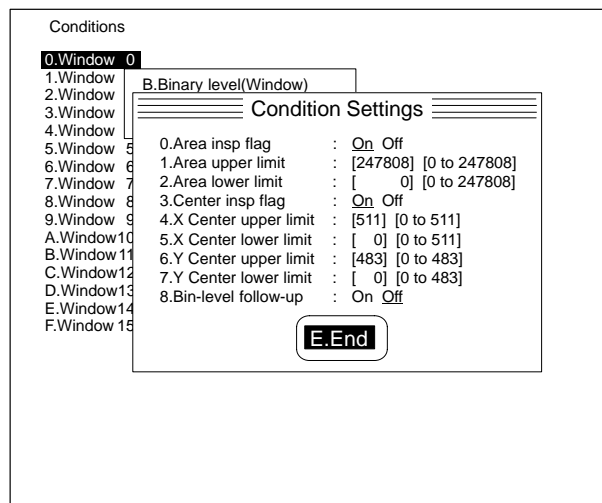 Conditions
0.Window 0
1.Window
2.Window
3.Window
4.Window
5.Window 5
6.Window 6
7.Window 7
8.Window 8
9.Window 9
A.Window10
B.Window11
C.Window12
D.Window13
E.Window14
F.Window 15
B.Binary level(Window)
Condition Settings
0.Area insp flag : On Off
1.Area upper limit : [247808] [0 to 247808]
2.Area lower limit : [ 0] [0 to 247808]
3.Center insp flag : On Off
4.X Center upper limit : [511] [0 to 511]
5.X Center lower limit : [ 0] [0 to 511]
6.Y Center upper limit : [483] [0 to 483]
7.Y Center lower limit : [ 0] [0 to 483]
8.Bin-level follow-up : On Off
E.End